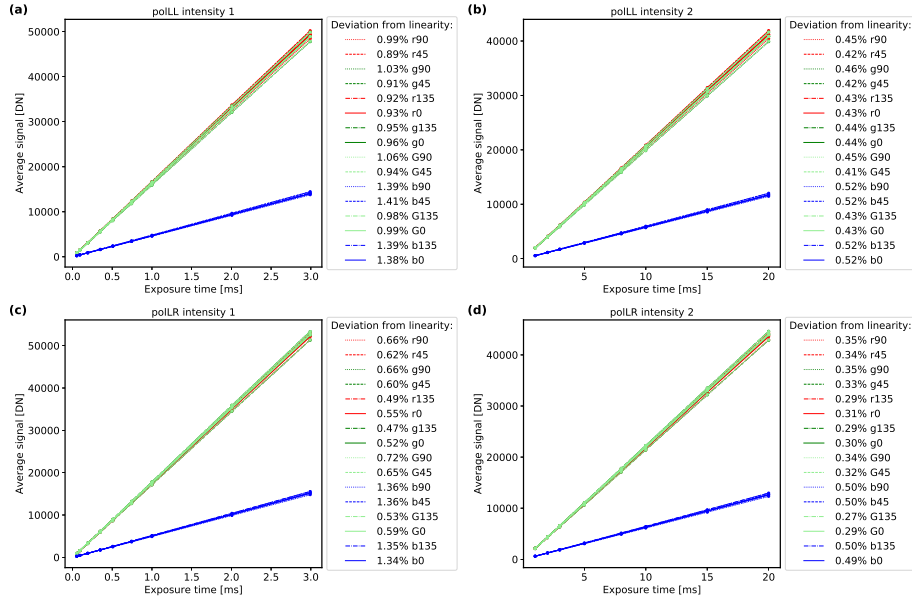 (a)
polLL intensity 1
Average signal [DN]
50000
40000
30000
20000
10000
0
0.0 0.5 1.0 1.5 2.0 2.5 3.0
Exposure time [ms]
Deviation from linearity:
0.99% r90
0.89% r45
1.03% g90
0.91% g45
0.92% r135
0.93% r0
0.95% g135
0.96% g0
1.06% G90
0.94% G45
1.39% b90
1.41% b45
0.98% G135
0.99% G0
1.39% b135
1.38% b0
(b)
polLL intensity 2
Average signal [DN]
40000
30000
20000
10000
0
5 10 15 20
Exposure time [ms]
Deviation from linearity:
0.45% r90
0.42% r45
0.46% g90
0.42% g45
0.43% r135
0.43% r0
0.44% g135
0.44% g0
0.45% G90
0.41% G45
0.52% b90
0.52% b45
0.43% G135
0.43% G0
0.52% b135
0.52% b0
(c)
polLR intensity 1
Average signal [DN]
50000
40000
30000
20000
10000
0
0.0 0.5 1.0 1.5 2.0 2.5 3.0
Exposure time [ms]
Deviation from linearity:
0.66% r90
0.62% r45
0.66% g90
0.60% g45
0.49% r135
0.55% r0
0.47% g135
0.52% g0
0.72% G90
0.65% G45
1.36% b90
1.36% b45
0.53% G135
0.59% G0
1.35% b135
1.34% b0
(d)
polLR intensity 2
Average signal [DN]
40000
30000
20000
10000
0
5 10 15 20
Exposure time [ms]
Deviation from linearity:
0.35% r90
0.34% r45
0.35% g90
0.33% g45
0.29% r135
0.31% r0
0.29% g135
0.30% g0
0.34% G90
0.32% G45
0.50% b90
0.50% b45
0.27% G135
0.29% G0
0.50% b135
0.49% b0